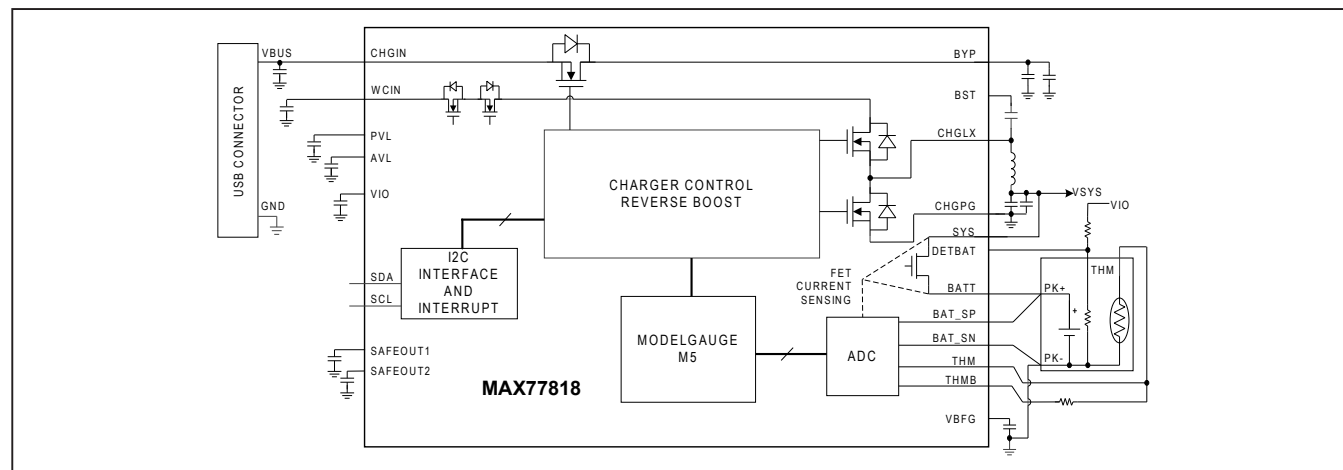 USB CONNECTOR
VBUS
GND
CHGIN
WCIN
PVL
AVL
VIO
SDA
SCL
SAFEOUT1
SAFEOUT2
I2C
INTERFACE
AND
INTERRUPT
CHARGER CONTROL
REVERSE BOOST
MODELGAUGE
M5
MAX77818
ADC
FET
CURRENT
SENSING
BYP
BST
CHGLX
CHGPG
SYS
DETBAT
BATT
BAT_SP
BAT_SN
THM
THMB
VBFG
VSYS
VIO
THM
PK+
+
PK-